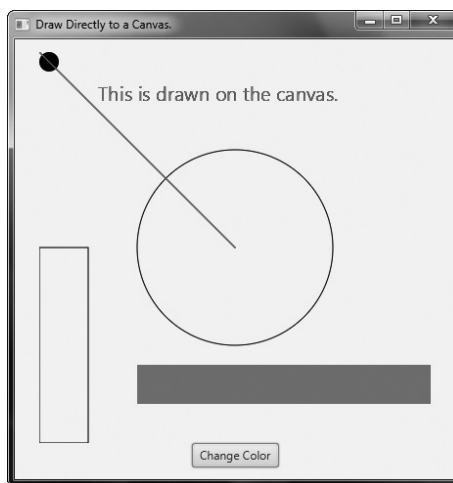 Draw Directly to a Canvas.
This is drawn on the canvas.
Change Color